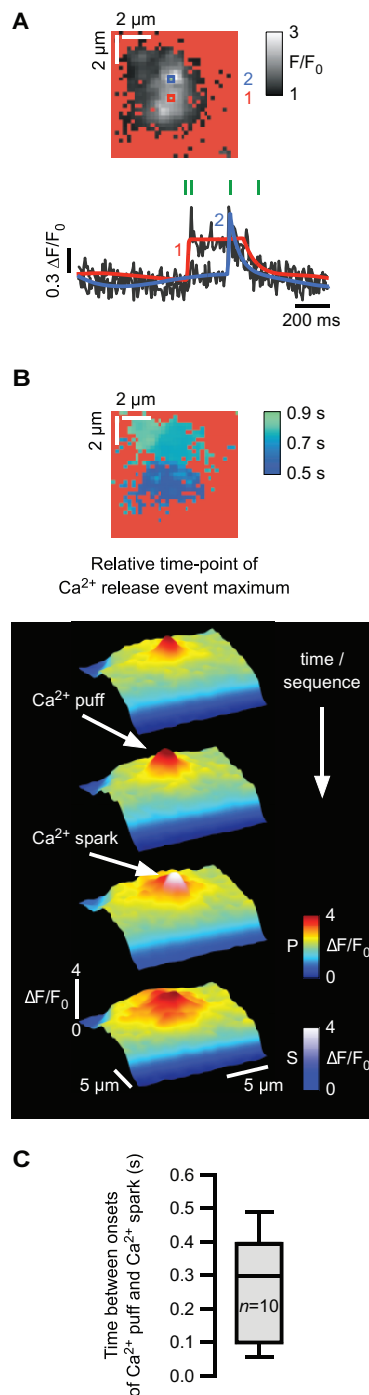 A
2 µm
2 µm
3
F/F0
1
2
1
2
1
0.3 ΔF/F0
200 ms
B
2 µm
2 µm
0.9 s
0.7 s
0.5 s
Relative time-point of
Ca2+ release event maximum
time /
sequence
Ca2+ puff
Ca2+ spark
4
P ΔF/F0
0
4
ΔF/F0
0
4
S ΔF/F0
0
5 µm
5 µm
C
Time between onsets
of Ca2+ puff and Ca2+ spark (s)
0.6
0.5
0.4
0.3
0.2
0.1
0.0
n=10